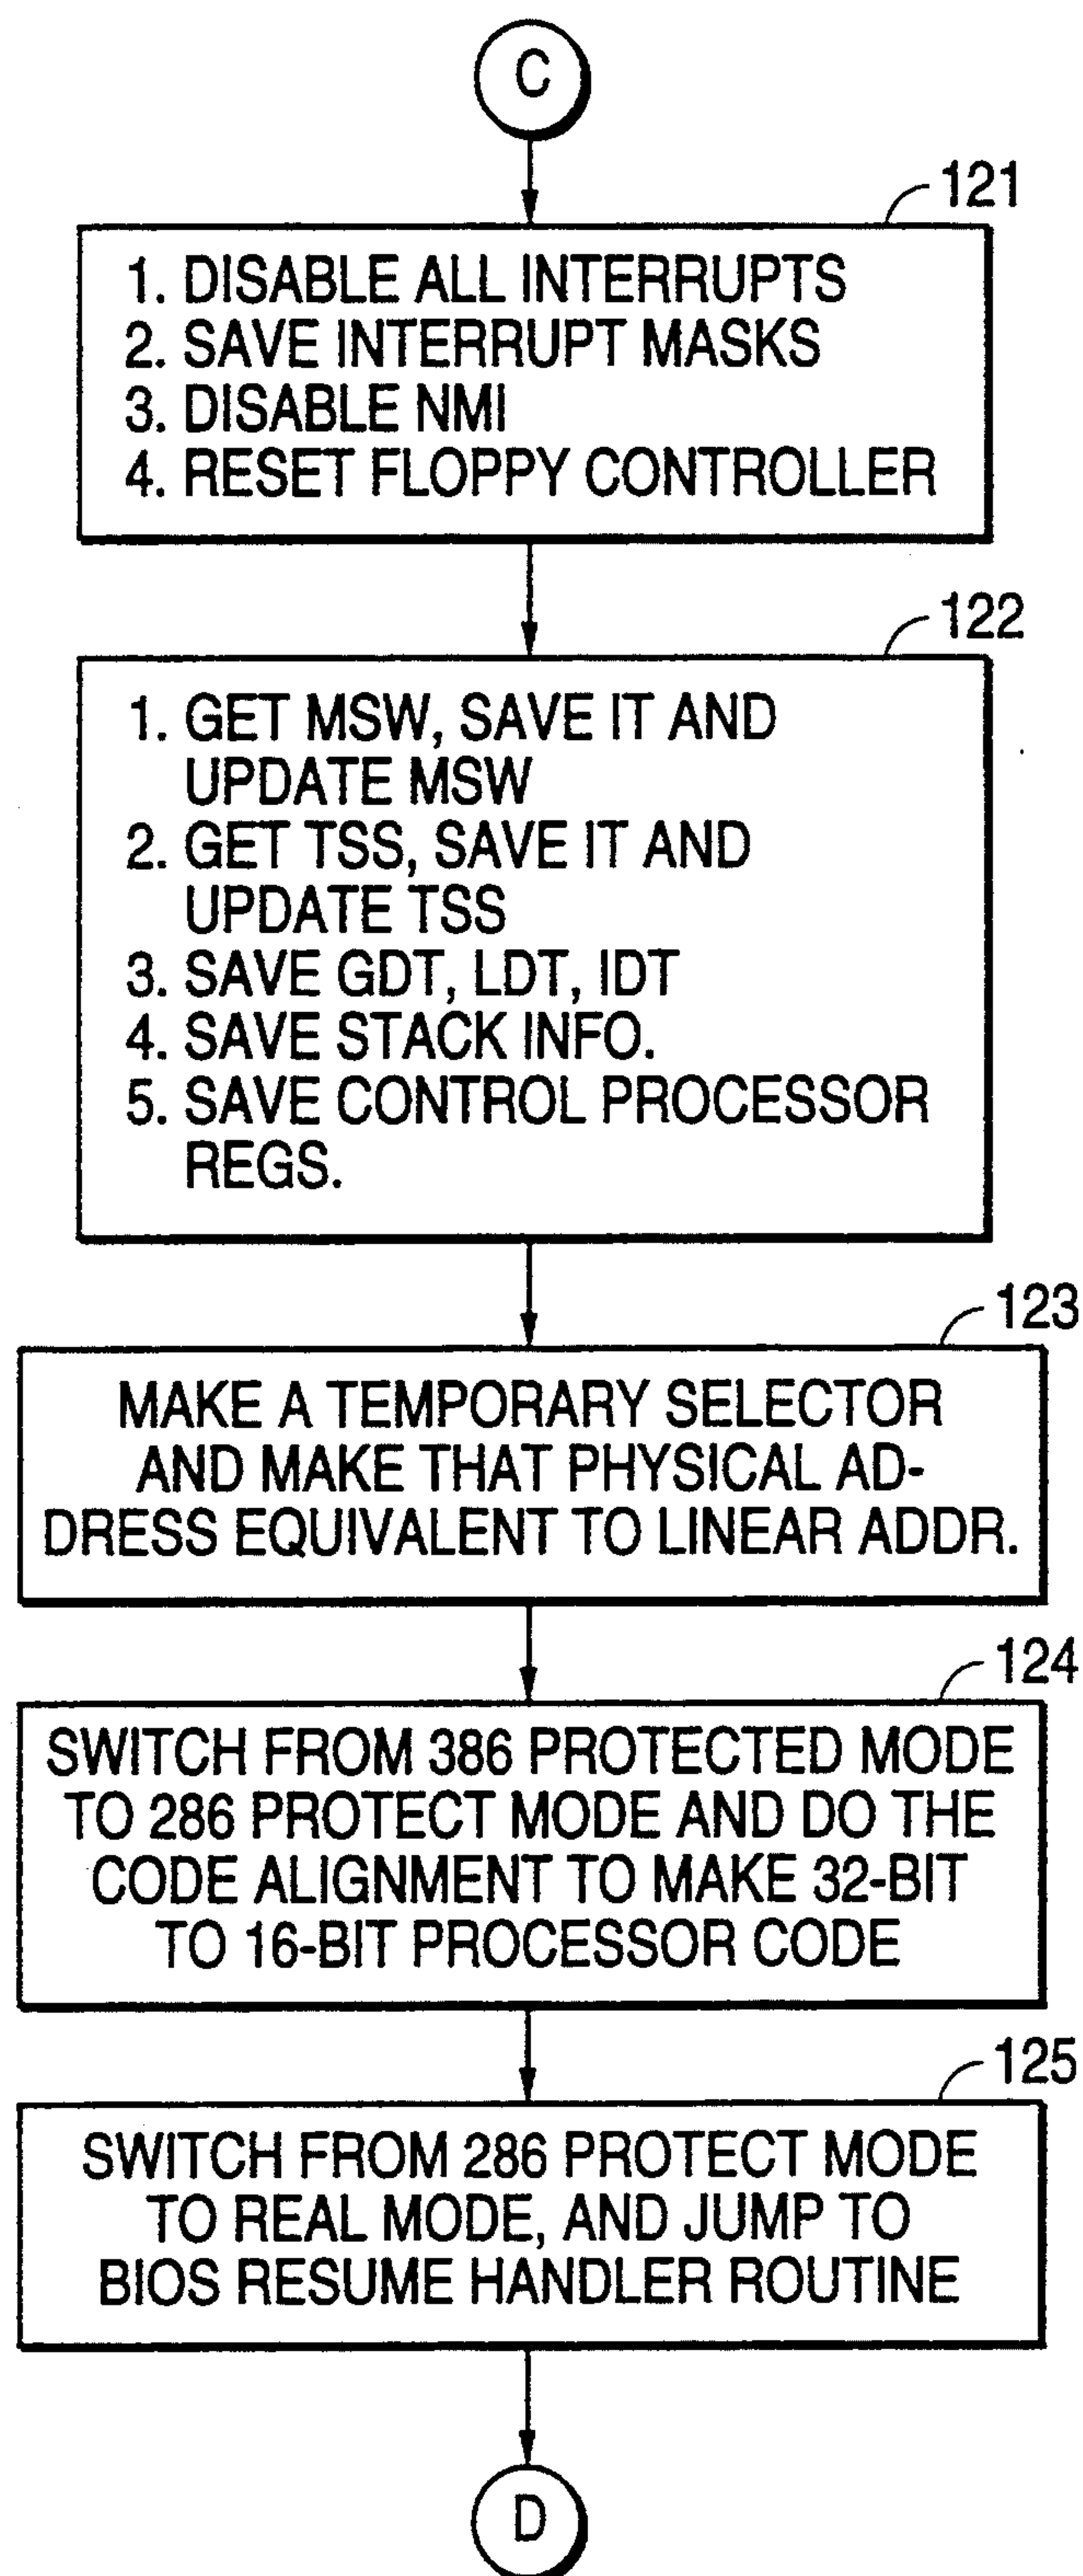 C
121
1. DISABLE ALL INTERRUPTS
2. SAVE INTERRUPT MASKS
3. DISABLE NMI
4. RESET FLOPPY CONTROLLER
122
1. GET MSW, SAVE IT AND
UPDATE MSW
2. GET TSS, SAVE IT AND
UPDATE TSS
3. SAVE GDT, LDT, IDT
4. SAVE STACK INFO.
5. SAVE CONTROL PROCESSOR
REGS.
123
MAKE A TEMPORARY SELECTOR
AND MAKE THAT PHYSICAL AD-
DRESS EQUIVALENT TO LINEAR ADDR.
124
SWITCH FROM 386 PROTECTED MODE
TO 286 PROTECT MODE AND DO THE
CODE ALIGNMENT TO MAKE 32-BIT
TO 16-BIT PROCESSOR CODE
125
SWITCH FROM 286 PROTECT MODE
TO REAL MODE, AND JUMP TO
BIOS RESUME HANDLER ROUTINE
D